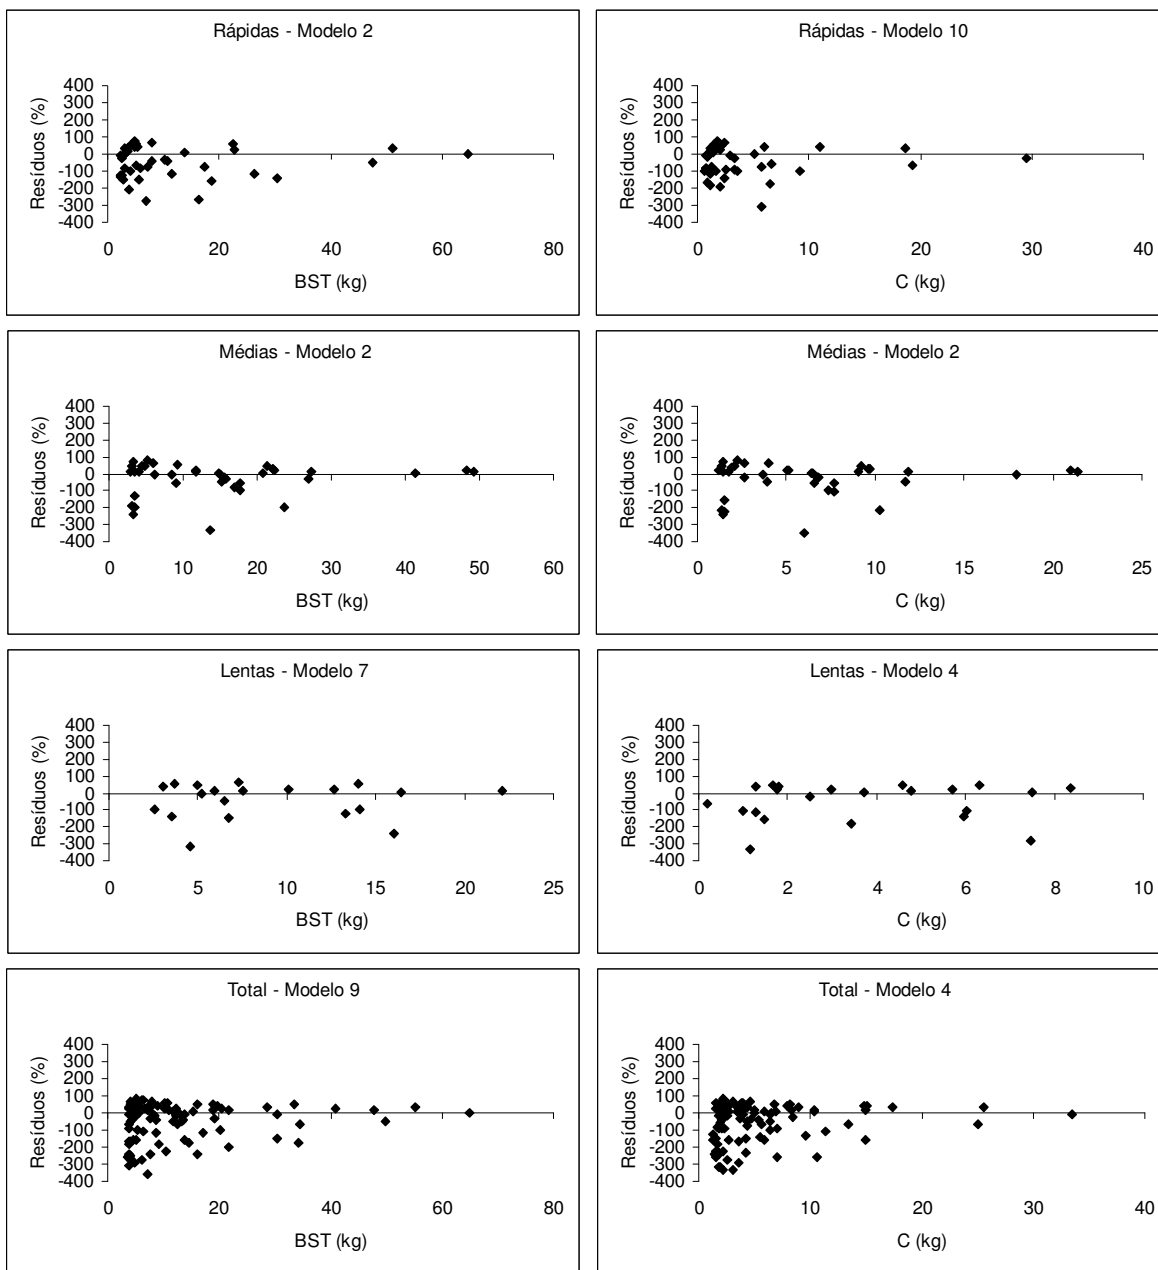 Rápidas - Modelo 2
400
300
200
100
0
-100
-200
-300
-400
Resíduos (%)
0 20 40 60 80
BST (kg)
Rápidas - Modelo 10
400
300
200
100
0
-100
-200
-300
-400
Resíduos (%)
0 10 20 30 40
C (kg)
Médias - Modelo 2
400
300
200
100
0
-100
-200
-300
-400
Resíduos (%)
0 10 20 30 40 50 60
BST (kg)
Médias - Modelo 2
400
300
200
100
0
-100
-200
-300
-400
Resíduos (%)
0 5 10 15 20 25
C (kg)
Lentas - Modelo 7
400
300
200
100
0
-100
-200
-300
-400
Resíduos (%)
0 5 10 15 20 25
BST (kg)
Lentas - Modelo 4
400
300
200
100
0
-100
-200
-300
-400
Resíduos (%)
0 2 4 6 8 10
C (kg)
Total - Modelo 9
400
300
200
100
0
-100
-200
-300
-400
Resíduos (%)
0 20 40 60 80
BST (kg)
Total - Modelo 4
400
300
200
100
0
-100
-200
-300
-400
Resíduos (%)
0 10 20 30 40
C (kg)